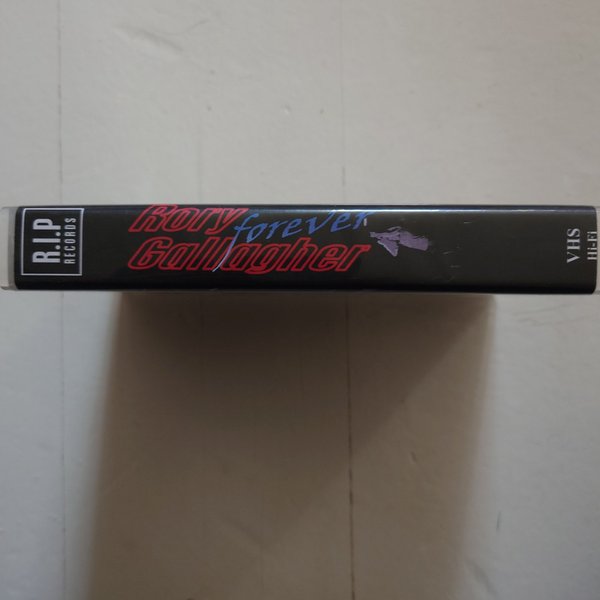 R.I.P
RECORDS
Rory
forever
Gallagher
VHS
Hi-Fi